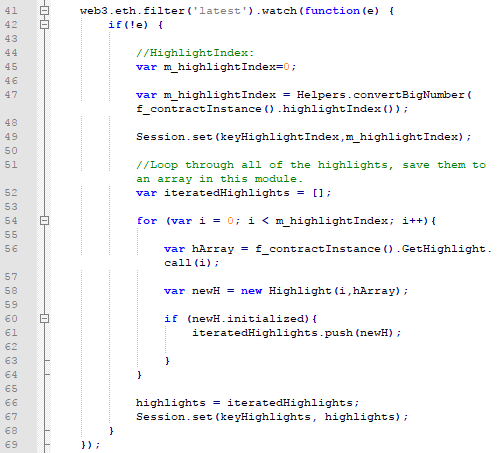 41 web3.eth.filter('latest').watch(function(e) {
42 if(!e) {
43
44 //HighlightIndex:
45 var m_highlightIndex=0;
46
47 var m_highlightIndex = Helpers.convertBigNumber(
f_contractInstance().highlightIndex());
48
49 Session.set(keyHighlightIndex,m_highlightIndex);
50
51 //Loop through all of the highlights, save them to
an array in this module.
52 var iteratedHighlights = [];
53
54 for (var i = 0; i < m_highlightIndex; i++){
55
56 var hArray = f_contractInstance().GetHighlight.
call(i);
57
58 var newH = new Highlight(i,hArray);
59
60 if (newH.initialized){
61 iteratedHighlights.push(newH);
62
63 }
64 }
65
66 highlights = iteratedHighlights;
67 Session.set(keyHighlights, highlights);
68 }
69 });